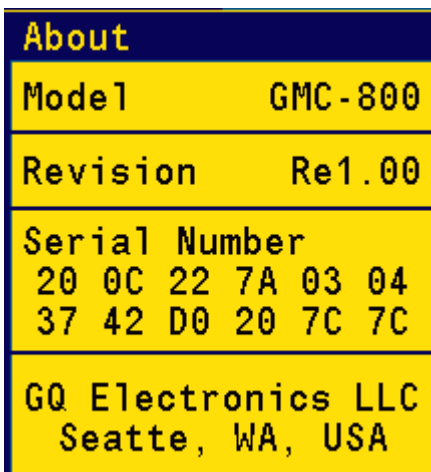 About
Model GMC-800
Revision Re1.00
Serial Number
20 0C 22 7A 03 04
37 42 D0 20 7C 7C
GQ Electronics LLC
Seatte, WA, USA